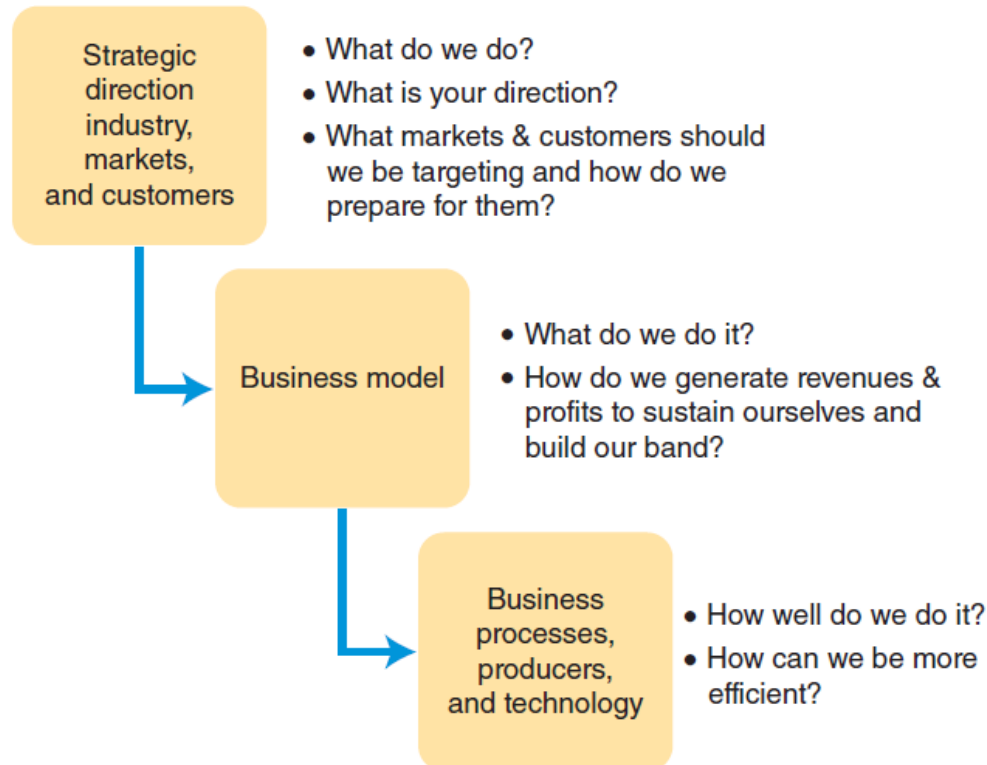 Strategic
direction
industry,
markets,
and customers
• What do we do?
• What is your direction?
• What markets & customers should
we be targeting and how do we
prepare for them?
Business model
• What do we do it?
• How do we generate revenues &
profits to sustain ourselves and
build our band?
Business
processes,
producers,
and technology
• How well do we do it?
• How can we be more
efficient?